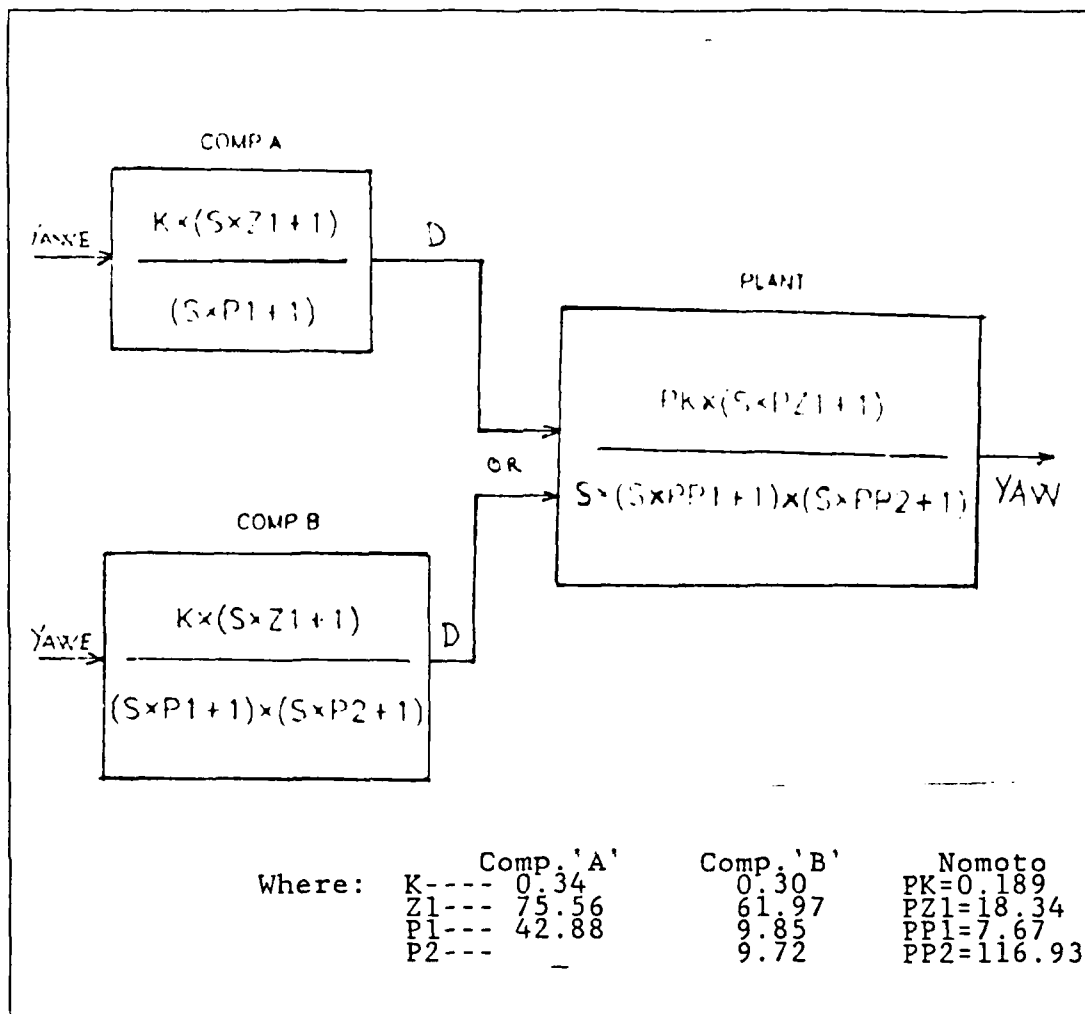 COMP A
YAWE
K×(S×Z1+1)
(S×P1+1)
D
PLANT
PK×(S×PZ1+1)
S×(S×PP1+1)×(S×PP2+1)
YAW
OR
COMP B
YAWE
K×(S×Z1+1)
(S×P1+1)×(S×P2+1)
D
Comp.'A' Comp.'B' Nomoto
Where: K---- 0.34 0.30 PK=0.189
Z1--- 75.56 61.97 PZ1=18.34
P1--- 42.88 9.85 PP1=7.67
P2--- — 9.72 PP2=116.93